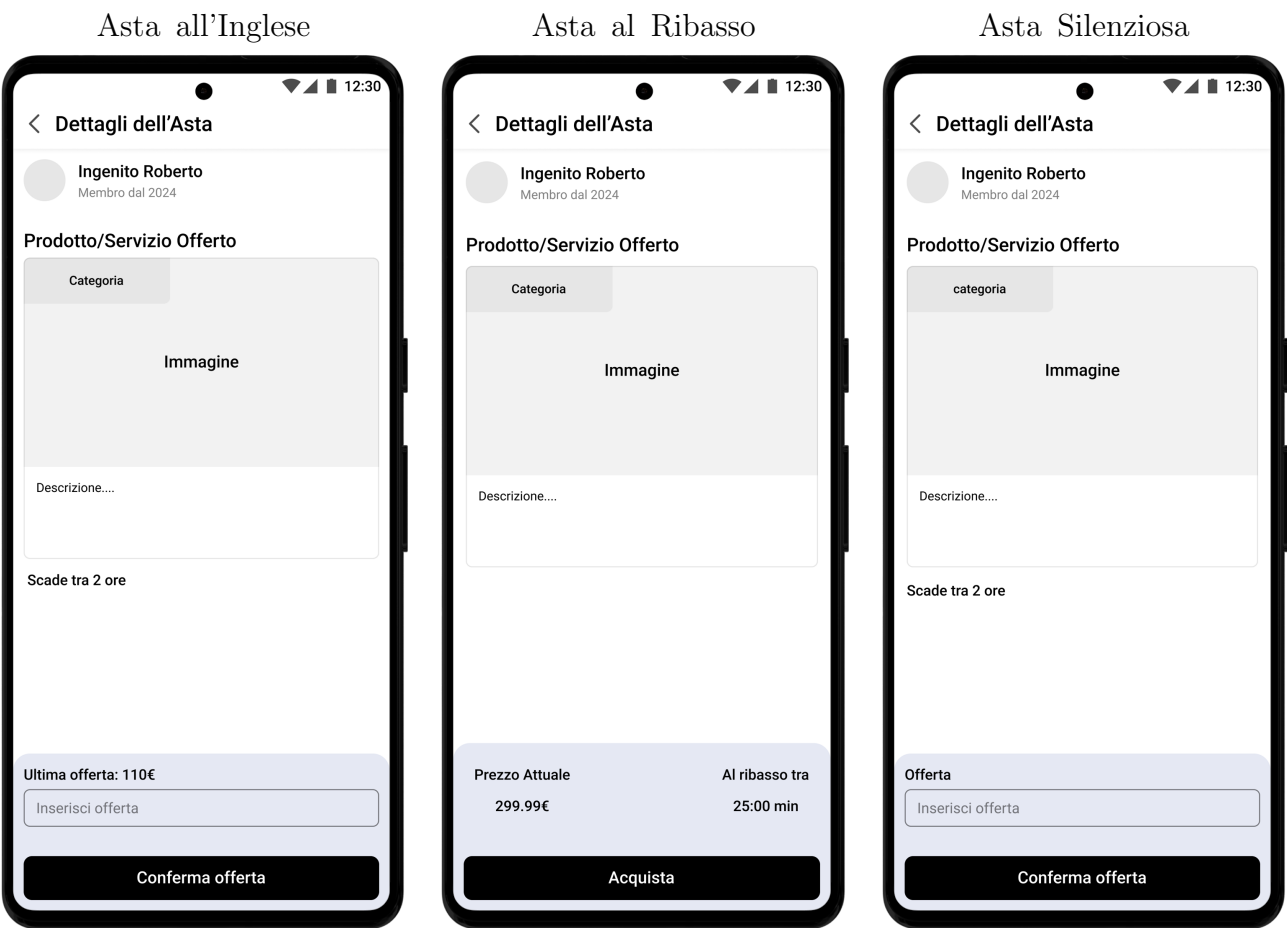 Asta all'Inglese
12:30
Dettagli dell'Asta
Ingenito Roberto
Membro dal 2024
Prodotto/Servizio Offerto
Categoria
Immagine
Descrizione....
Scade tra 2 ore
Ultima offerta: 110€
Inserisci offerta
Conferma offerta
Asta al Ribasso
12:30
Dettagli dell'Asta
Ingenito Roberto
Membro dal 2024
Prodotto/Servizio Offerto
Categoria
Immagine
Descrizione....
Prezzo Attuale Al ribasso tra
299.99€ 25:00 min
Acquista
Asta Silenziosa
12:30
Dettagli dell'Asta
Ingenito Roberto
Membro dal 2024
Prodotto/Servizio Offerto
categoria
Immagine
Descrizione....
Scade tra 2 ore
Offerta
Inserisci offerta
Conferma offerta